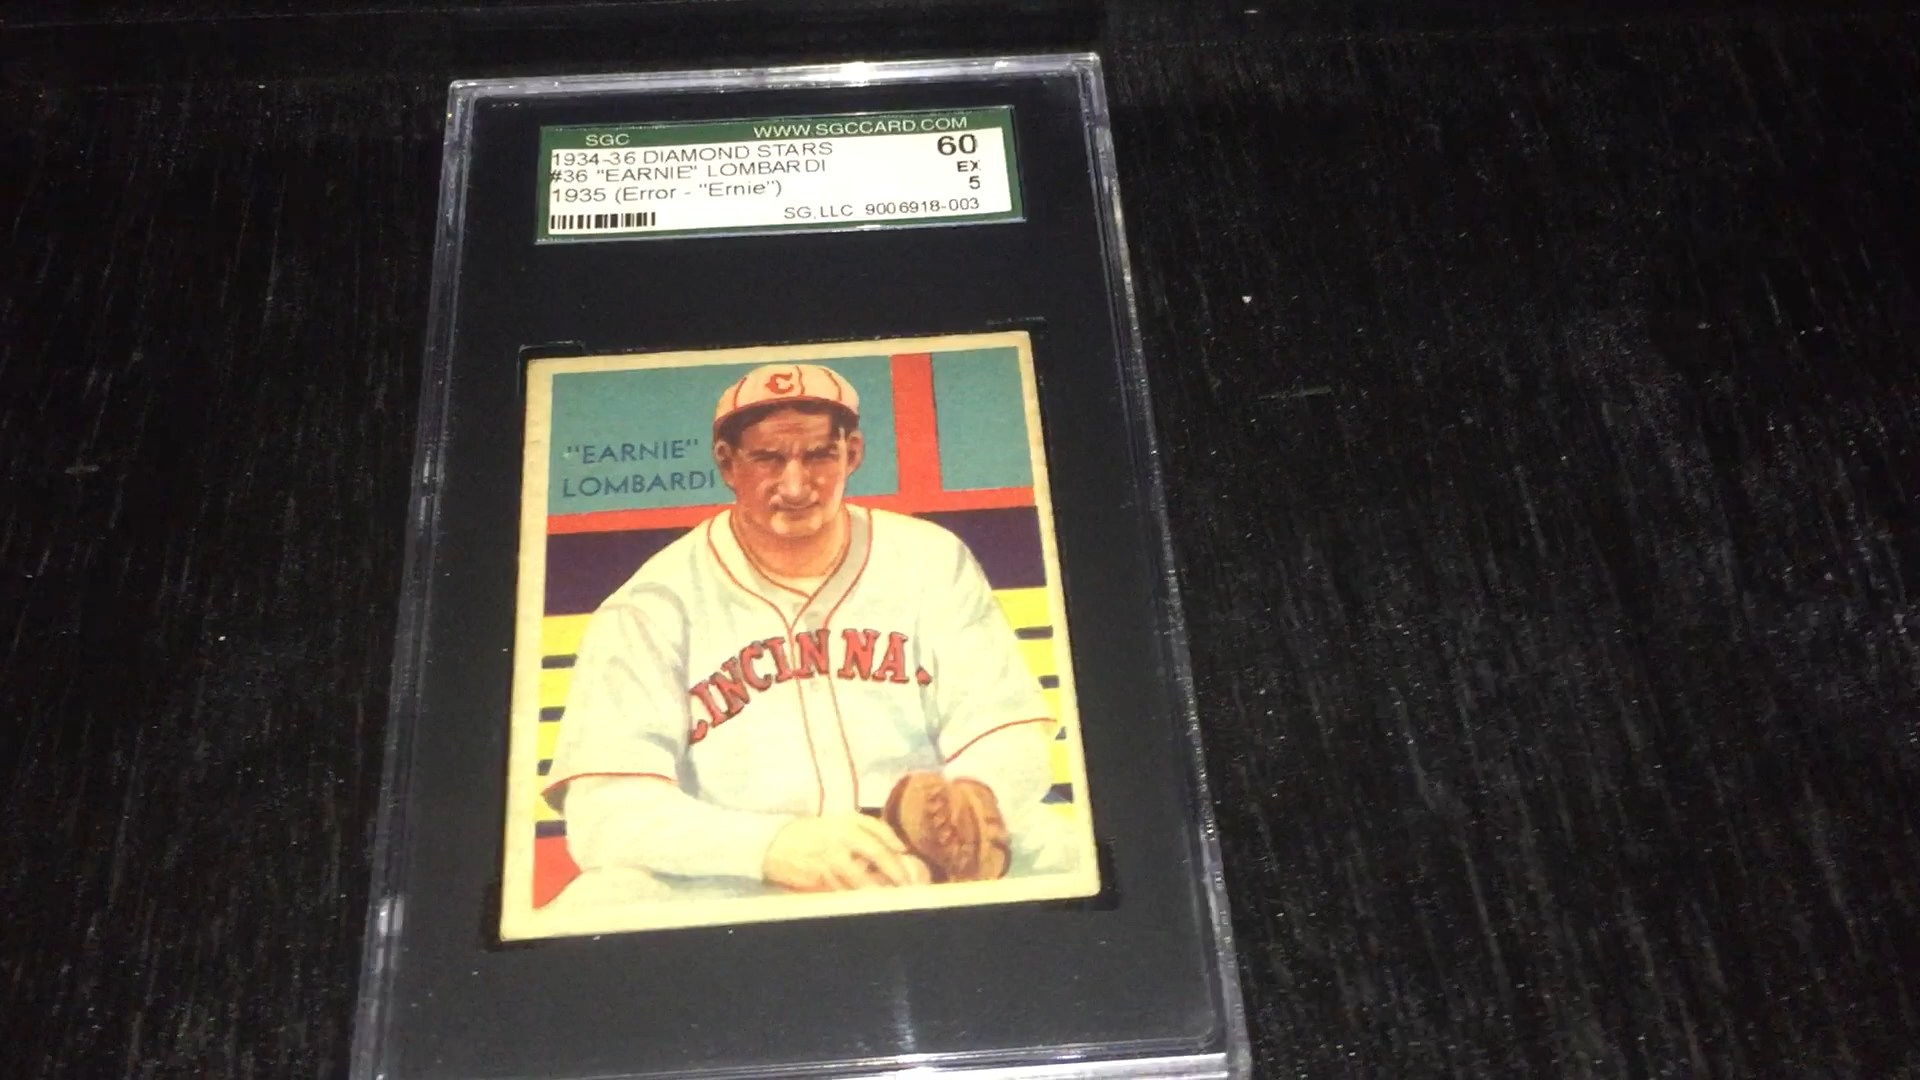 SGC WWW.SGCCARD.COM
1934-36 DIAMOND STARS 60
#36 "EARNIE" LOMBARDI EX
1935 (Error - "Ernie") 5
SG, LLC 9006918-003
C
"EARNIE"
LOMBARDI
CINCINNA.